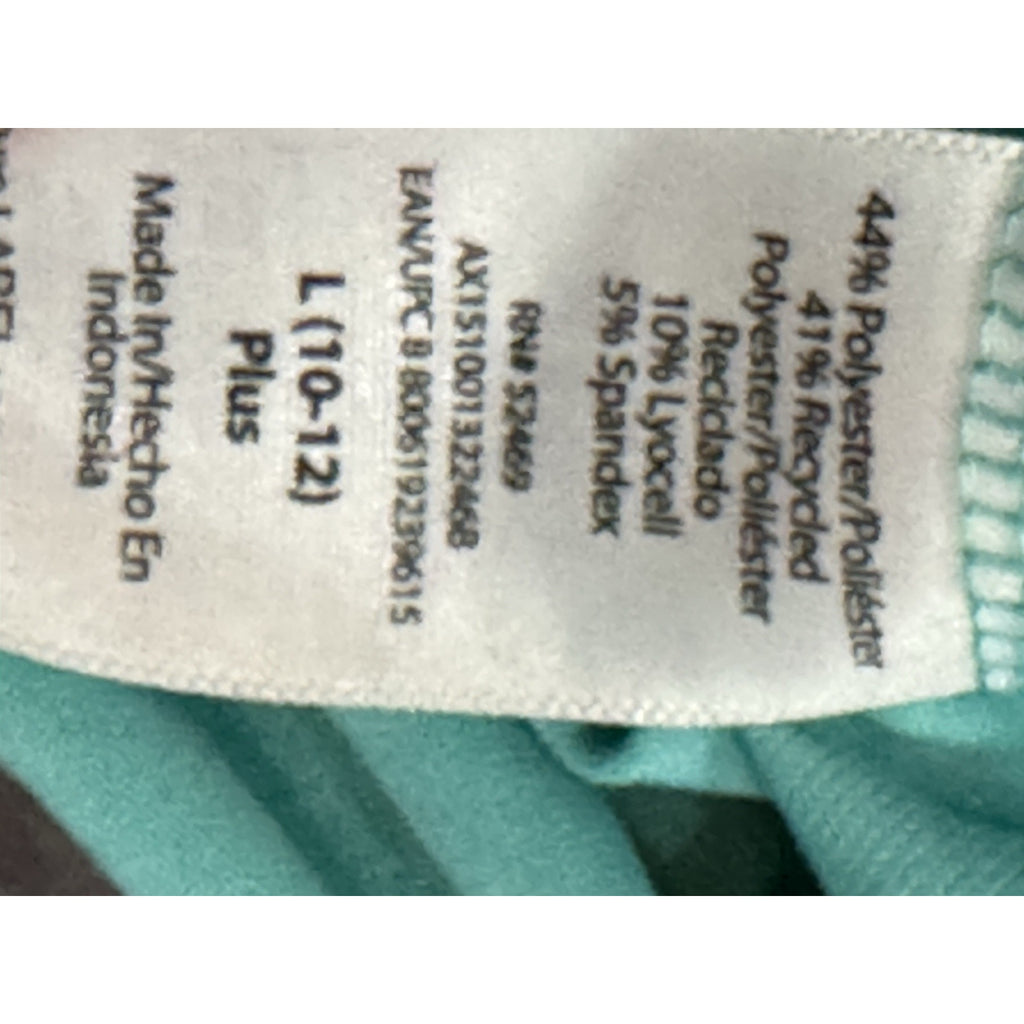 44% Polyester/Poliéster
41% Recycled
Polyester/Poliéster
Reciclado
10% Lyocell
5% Spandex
RN# 52469
AX151001322468
EAN/UPC 8 800619239615
L (10-12)
Plus
Made In/Hecho En
Indonesia